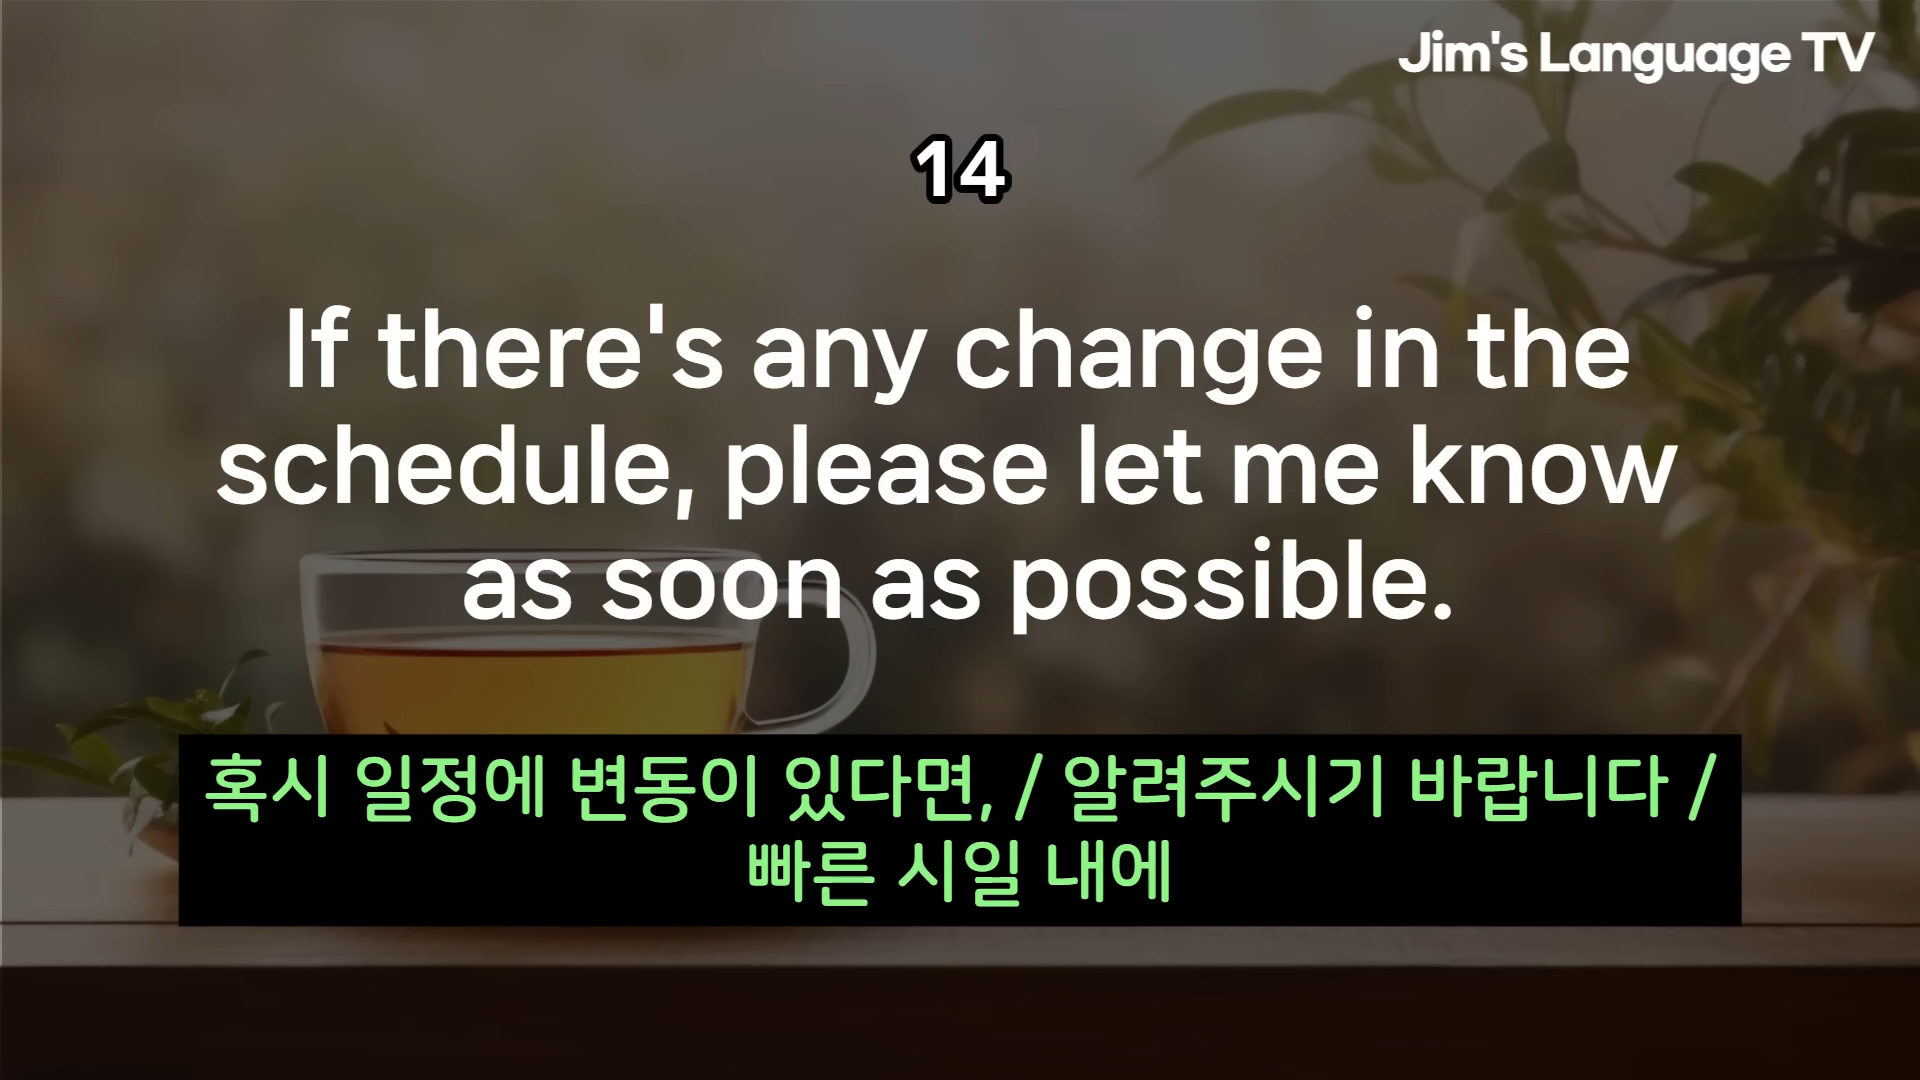 Jim's Language TV
14
If there's any change in the
schedule, please let me know
as soon as possible.
혹시 일정에 변동이 있다면, / 알려주시기 바랍니다 /
빠른 시일 내에